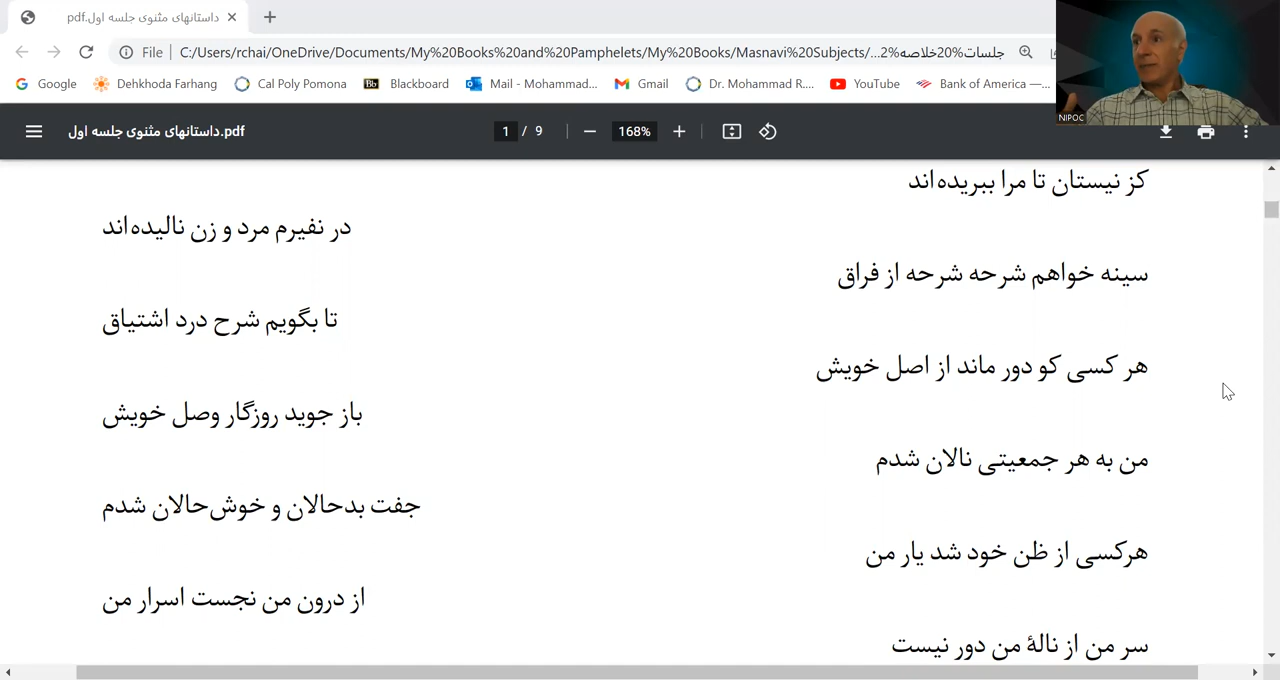 داستانهای مثنوی جلسه اول.pdf
File C:/Users/rchai/OneDrive/Documents/My%20Books%20and%20Pamphelets/My%20Books/Masnavi%20Subjects/جلسات%20خلاصه%2...
Google Dehkhoda Farhang Cal Poly Pomona Blackboard Mail - Mohammad... Gmail Dr. Mohammad R.... YouTube Bank of America —...
NIPOC
داستانهای مثنوی جلسه اول.pdf 1 / 9 168%
کز نیستان تا مرا ببریده‌اند
در نفیرم مرد و زن نالیده‌اند
سینه خواهم شرحه شرحه از فراق
تا بگویم شرح درد اشتیاق
هر کسی کو دور ماند از اصل خویش
باز جوید روزگار وصل خویش
من به هر جمعیتی نالان شدم
جفت بدحالان و خوش‌حالان شدم
هرکسی از ظن خود شد یار من
از درون من نجست اسرار من
سر من از نالهٔ من دور نیست